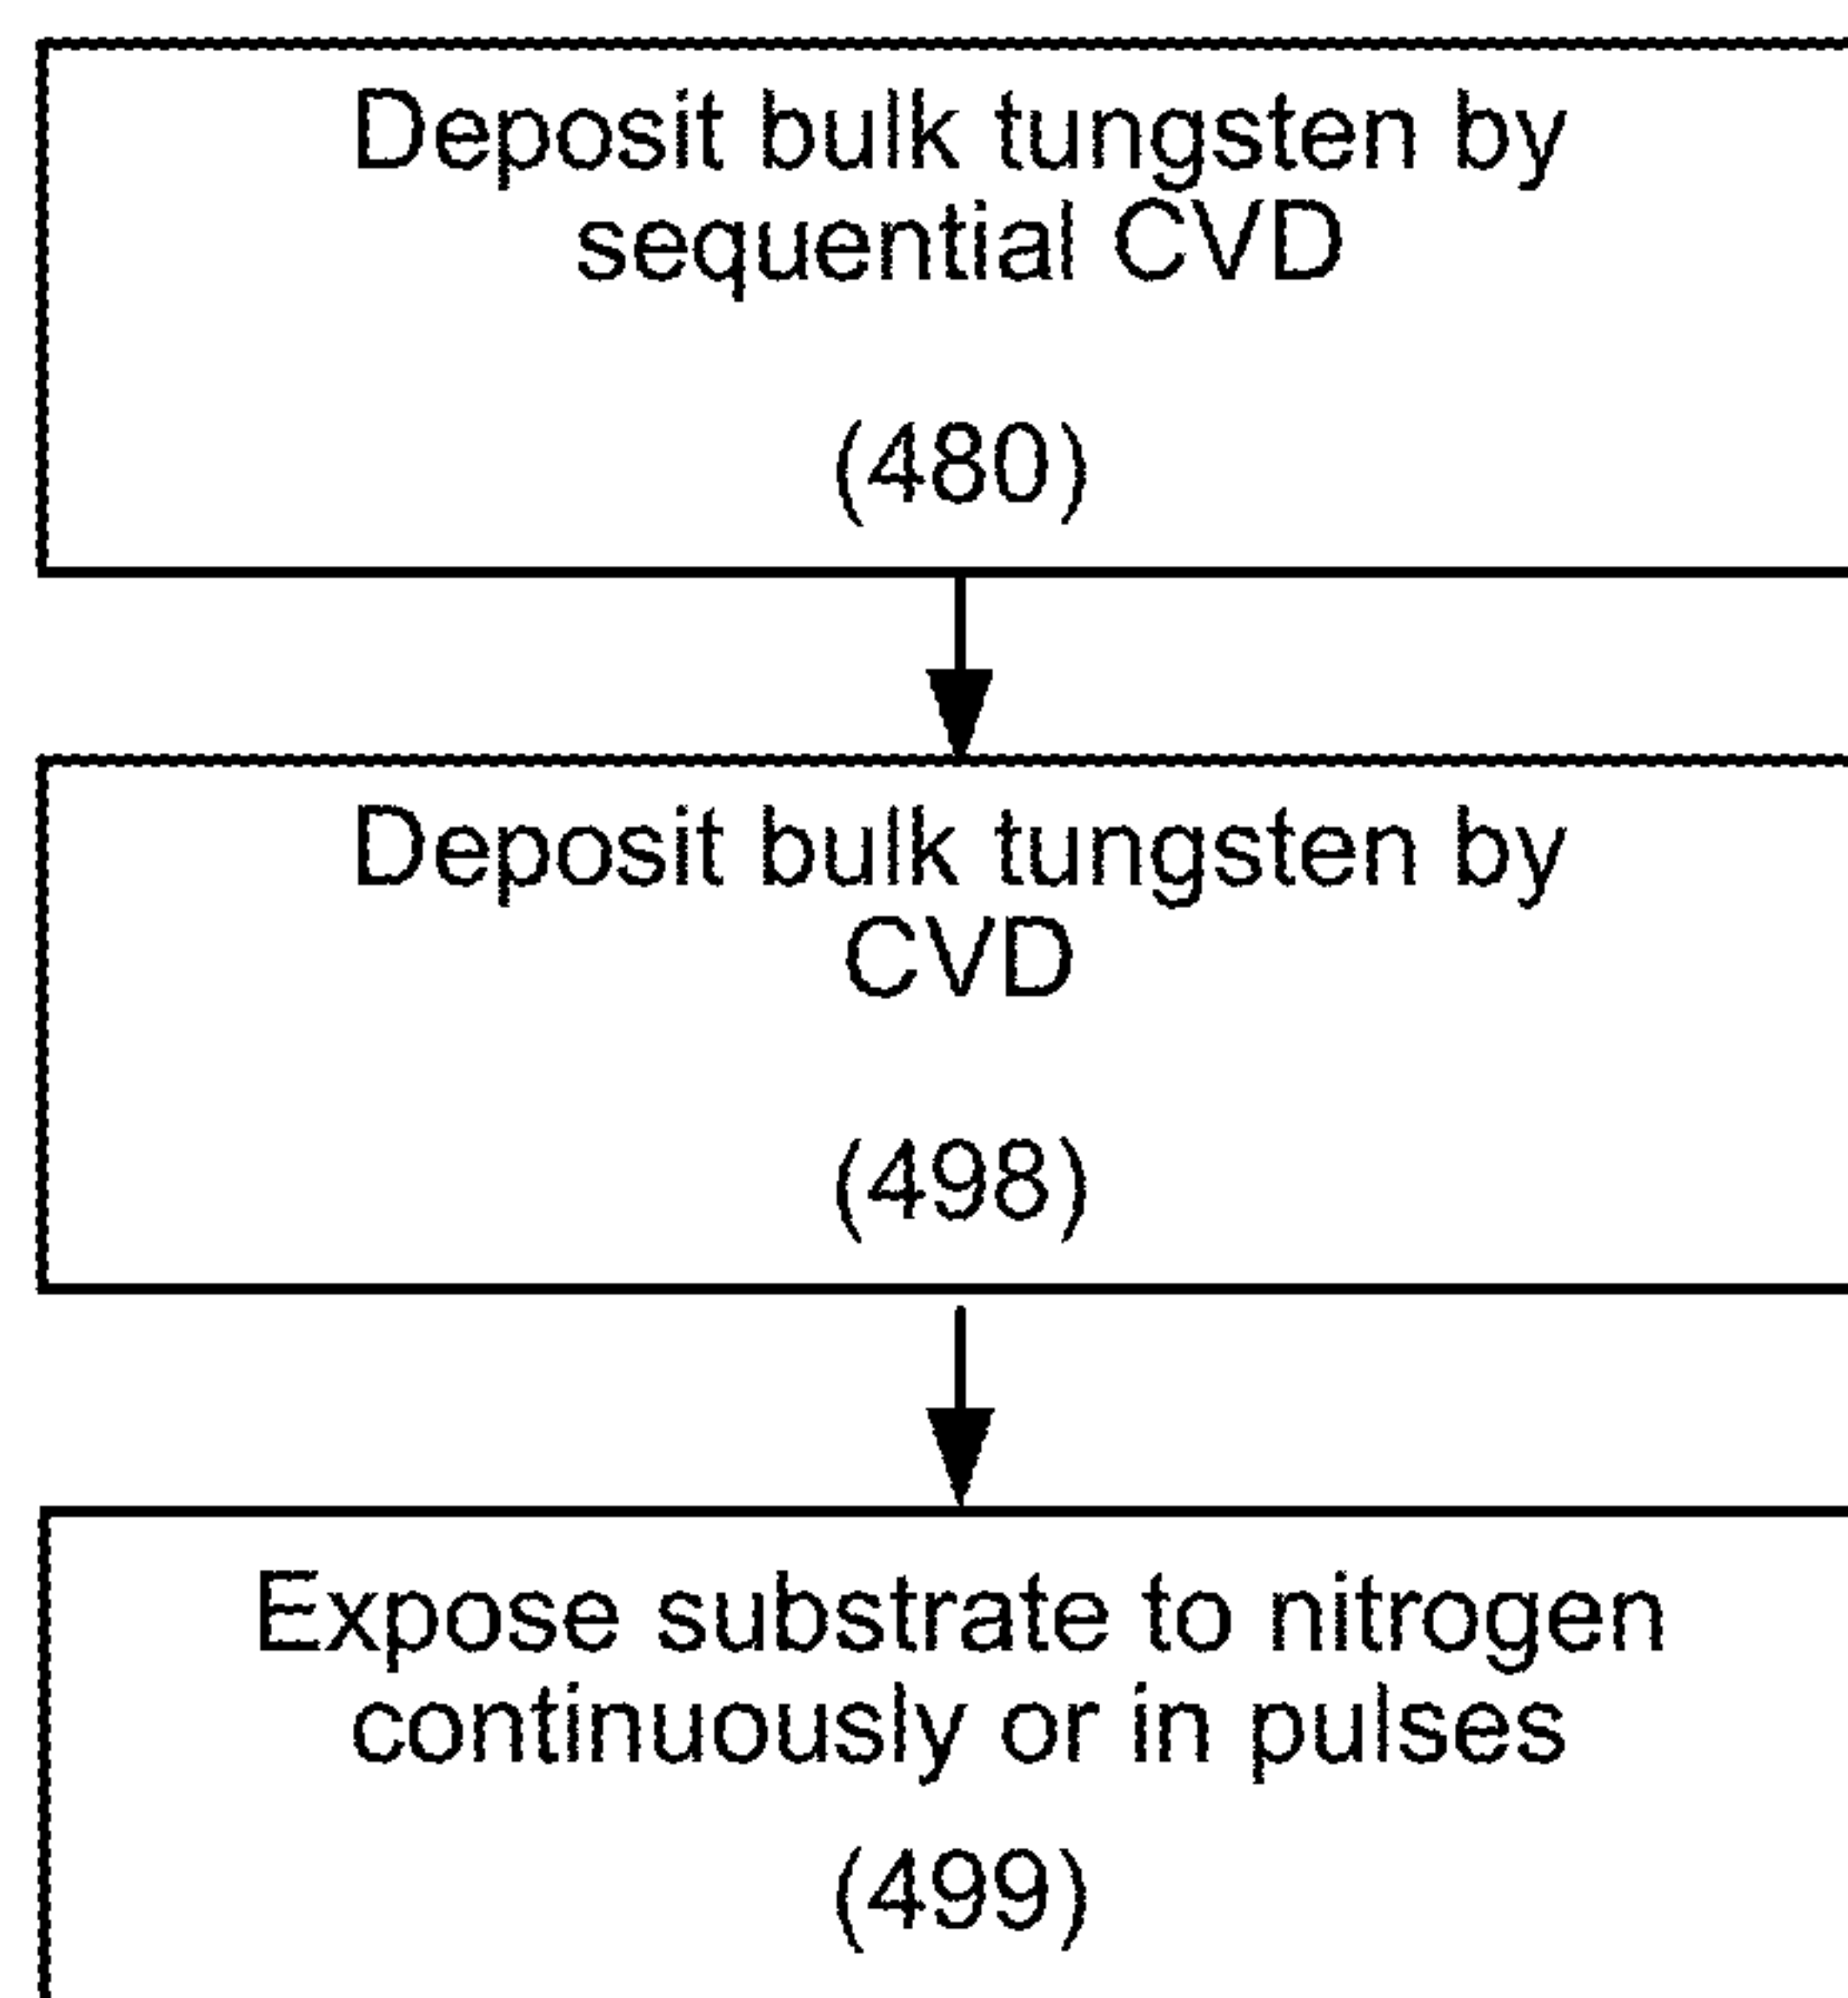 Deposit bulk tungsten by
sequential CVD
(480)
Deposit bulk tungsten by
CVD
(498)
Expose substrate to nitrogen
continuously or in pulses
(499)